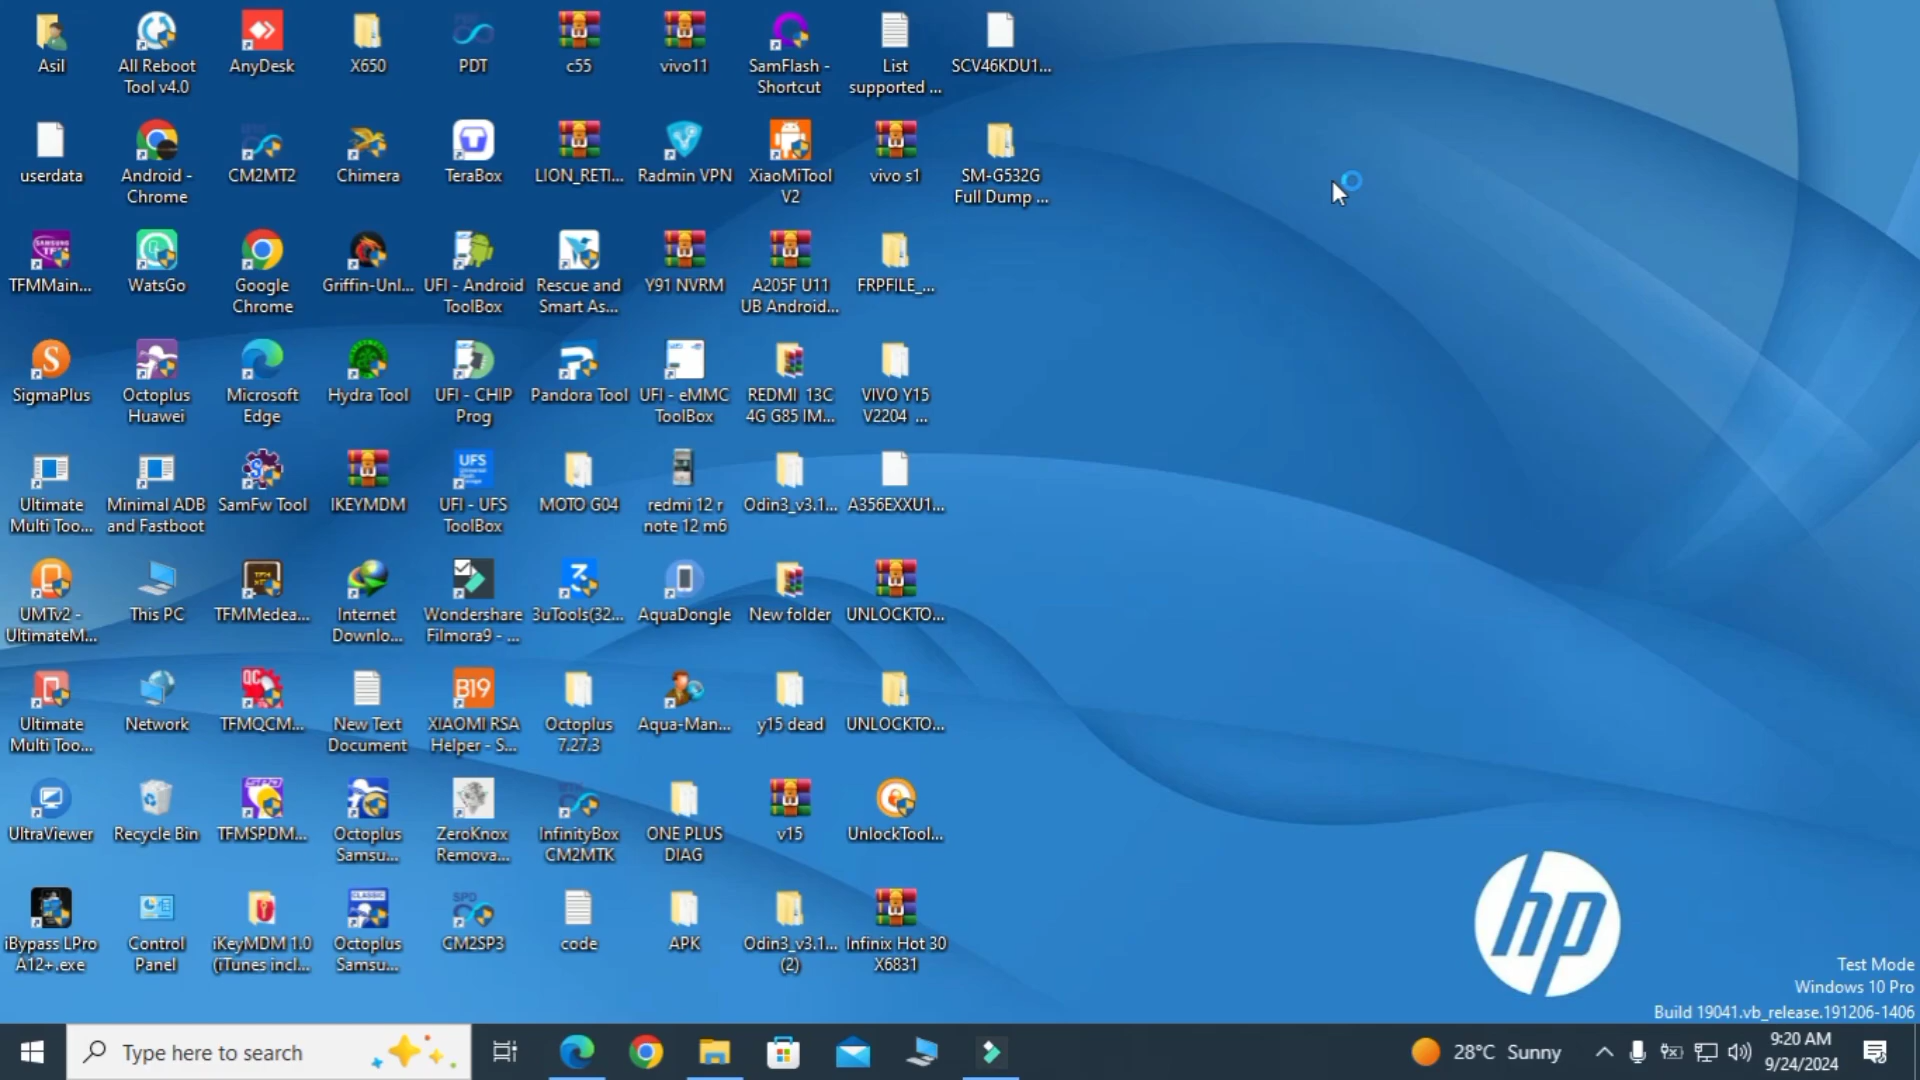 Asil
All Reboot
Tool v4.0
AnyDesk
X650
PDT
c55
vivo11
SamFlash -
Shortcut
List
supported ...
SCV46KDU1...
userdata
Android -
Chrome
CM2MT2
Chimera
TeraBox
LION_RETI...
Radmin VPN
XiaoMiTool
V2
vivo s1
SM-G532G
Full Dump ...
TFMMain...
WatsGo
Google
Chrome
Griffin-Unl...
UFI - Android
ToolBox
Rescue and
Smart As...
Y91 NVRM
A205F U11
UB Android...
FRPFILE_...
SigmaPlus
Octoplus
Huawei
Microsoft
Edge
Hydra Tool
UFI - CHIP
Prog
Pandora Tool
UFI - eMMC
ToolBox
REDMI 13C
4G G85 IM...
VIVO Y15
V2204 ...
Ultimate
Multi Too...
Minimal ADB
and Fastboot
SamFw Tool
IKEYMDM
UFS
UFI - UFS
ToolBox
MOTO G04
redmi 12 r
note 12 m6
Odin3_v3.1...
A356EXXU1...
UMTv2 -
UltimateM...
This PC
TFMMedea...
Internet
Downlo...
Wondershare
Filmora9 - ...
3uTools(32...
AquaDongle
New folder
UNLOCKTO...
Ultimate
Multi Too...
Network
TFMQCM...
New Text
Document
B19
XIAOMI RSA
Helper - S...
Octoplus
7.27.3
Aqua-Man...
y15 dead
UNLOCKTO...
UltraViewer
Recycle Bin
TFMSPDM...
Octoplus
Samsu...
ZeroKnox
Remova...
InfinityBox
CM2MTK
ONE PLUS
DIAG
v15
UnlockTool...
iBypass LPro
A12+.exe
Control
Panel
iKeyMDM 1.0
(iTunes incl...
CLASSIC
Octoplus
Samsu...
SPD
CM2SP3
code
APK
Odin3_v3.1...
(2)
Infinix Hot 30
X6831
hp
Test Mode
Windows 10 Pro
Build 19041.vb_release.191206-1406
Type here to search
28°C Sunny
9:20 AM
9/24/2024